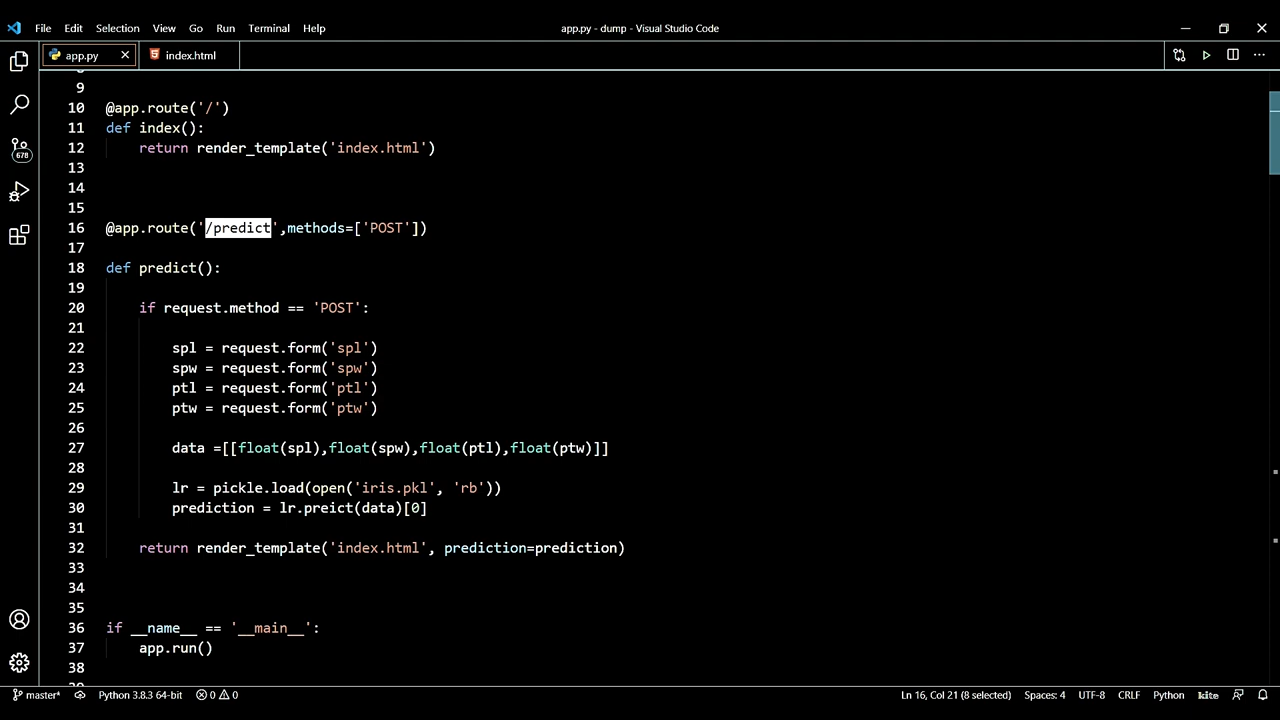 File Edit Selection View Go Run Terminal Help app.py - dump - Visual Studio Code
app.py index.html
9
10 @app.route('/')
11 def index():
12 return render_template('index.html')
13
14
15
16 @app.route('/predict',methods=['POST'])
17
18 def predict():
19
20 if request.method == 'POST':
21
22 spl = request.form('spl')
23 spw = request.form('spw')
24 ptl = request.form('ptl')
25 ptw = request.form('ptw')
26
27 data =[[float(spl),float(spw),float(ptl),float(ptw)]]
28
29 lr = pickle.load(open('iris.pkl', 'rb'))
30 prediction = lr.preict(data)[0]
31
32 return render_template('index.html', prediction=prediction)
33
34
35
36 if __name__ == '__main__':
37 app.run()
38
678
master* Python 3.8.3 64-bit 0 0 Ln 16, Col 21 (8 selected) Spaces: 4 UTF-8 CRLF Python kite